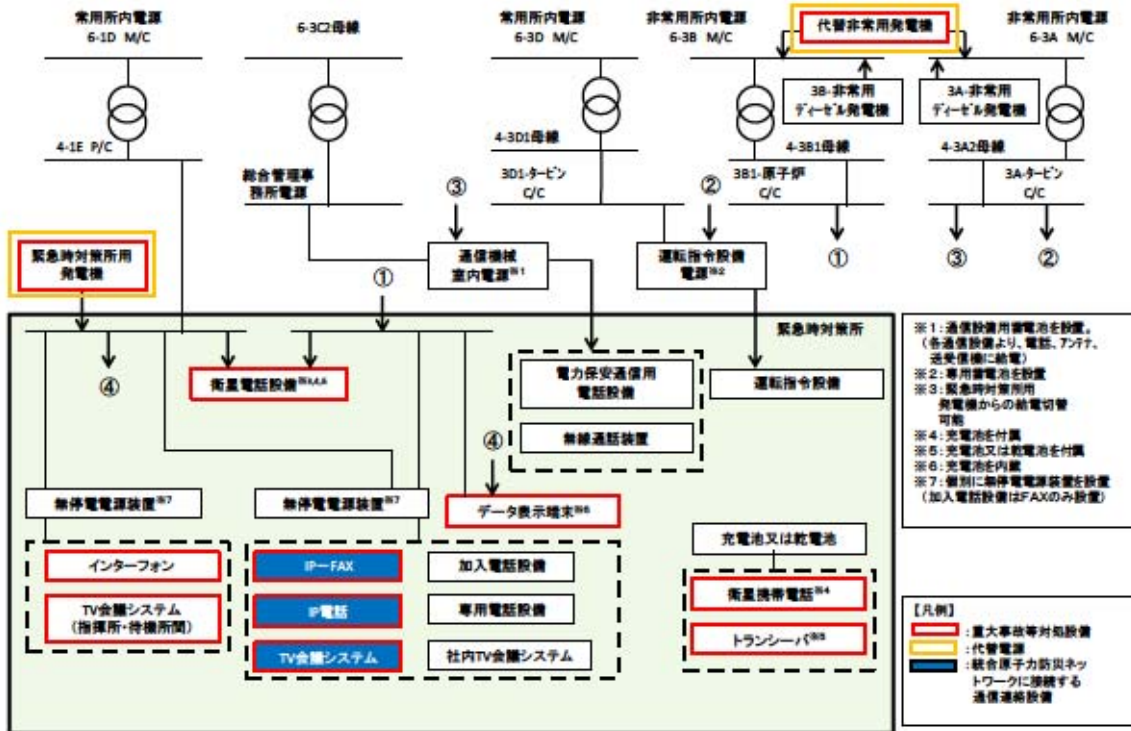 常用所内電源
6-1D M/C
6-3C2母線
常用所内電源
6-3D M/C
非常用所内電源
6-3B M/C
代替非常用発電機
非常用所内電源
6-3A M/C
3B-非常用
ディーゼル発電機
3A-非常用
ディーゼル発電機
4-1E P/C
4-3D1母線
4-3B1母線
4-3A2母線
総合管理事
務所電源
3D1-タービン
C/C
3B1-原子炉
C/C
3A-タービン
C/C
③
②
緊急時対策所用
発電機
通信機械
室内電源※1
運転指令設備
電源※2
①
③
②
①
緊急時対策所
④
衛星電話設備
電力保安通信用
電話設備
運転指令設備
無線通話装置
④
無停電電源装置※7
無停電電源装置※7
データ表示端末※6
充電池又は乾電池
インターフォン
TV会議システム
(指揮所・待機所間)
IP-FAX
加入電話設備
IP電話
専用電話設備
TV会議システム
社内TV会議システム
衛星携帯電話※4
トランシーバ※5
※1:通信設備用蓄電池を設置。
(各通信設備より、電話、アンテナ、
送受信機に給電)
※2:専用蓄電池を設置
※3:緊急時対策所用
発電機からの給電切替
可能
※4:充電池を付属
※5:充電池又は乾電池を付属
※6:充電池を内蔵
※7:個別に無停電電源装置を設置
(加入電話設備はFAXのみ設置)
【凡例】
:重大事故等対処設備
:代替電源
:統合原子力防災ネッ
トワークに接続する
通信連絡設備